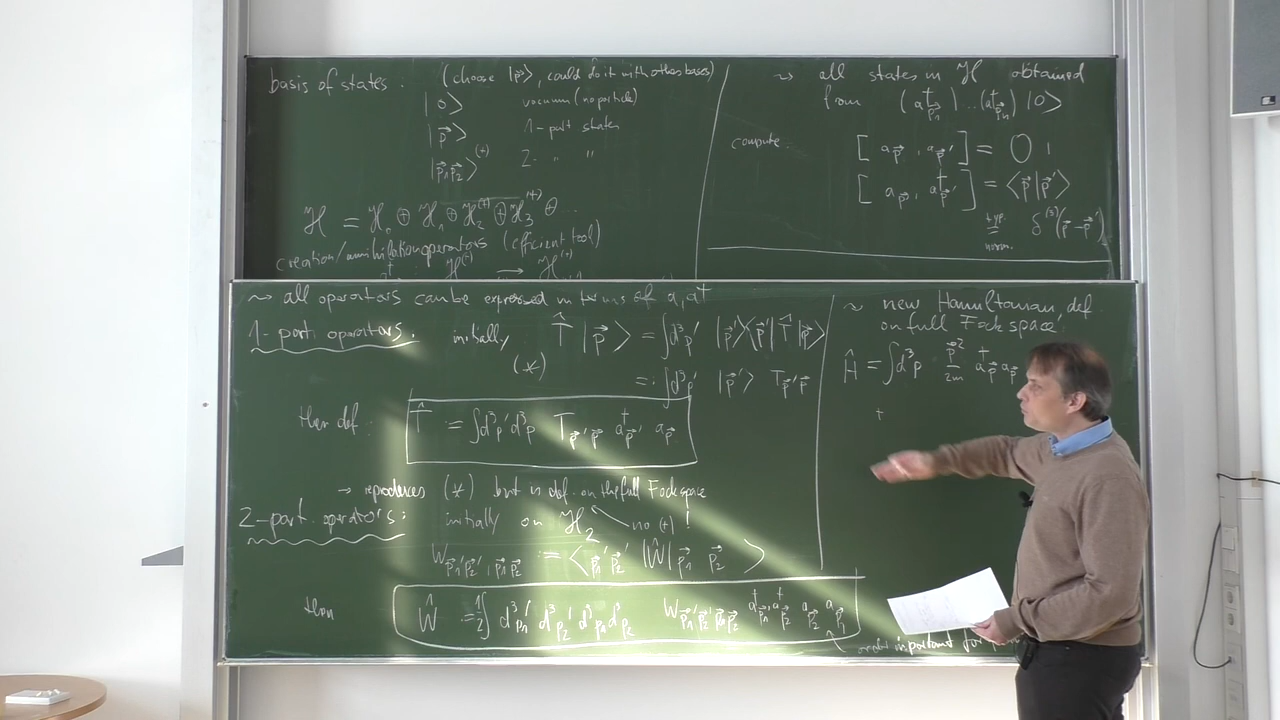 basis of states: (choose |p⃗⟩, could do it with other bases)
|0⟩ vacuum (no particle)
|p⃗⟩ 1-part states
|p⃗₁p⃗₂⟩⁽⁺⁾ 2- " "
ℋ = ℋ₀ ⊕ ℋ₁ ⊕ ℋ₂⁽⁺⁾ ⊕ ℋ₃⁽⁺⁾ ⊕
creation/annihilation operators (efficient tool)
⤳ all states in ℋ obtained
from (a†_p⃗₁)...(a†_p⃗ₙ) |0⟩
compute: [a_p⃗, a_p⃗'] = 0,
[a_p⃗, a†_p⃗'] = ⟨p⃗|p⃗'⟩
typ. norm. δ⁽³⁾(p⃗-p⃗')
⤳ all operators can be expressed in terms of a, a†
1-part. operators: initially T̂|p⃗⟩ = ∫d³p' |p⃗'⟩⟨p⃗'|T̂|p⃗⟩
(*) =: ∫d³p' |p⃗'⟩ T_p⃗'p⃗
then def. T̂ = ∫d³p'd³p T_p⃗'p⃗ a†_p⃗' a_p⃗
→ reproduces (*) but is def. on the full Fock space
2-part. operators: initially on ℋ₂ no (+)!
W_p⃗₁'p⃗₂',p⃗₁p⃗₂ := ⟨p⃗₁'p⃗₂'|Ŵ|p⃗₁ p⃗₂⟩
then Ŵ = ½∫d³p₁' d³p₂' d³p₁ d³p₂ W_p⃗₁'p⃗₂'p⃗₁p⃗₂ a†_p⃗₁' a†_p⃗₂' a_p⃗₂ a_p⃗₁
important for
⤳ new Hamiltonian, def.
on full Fock space:
Ĥ = ∫d³p p⃗²/2m a†_p⃗ a_p⃗
+